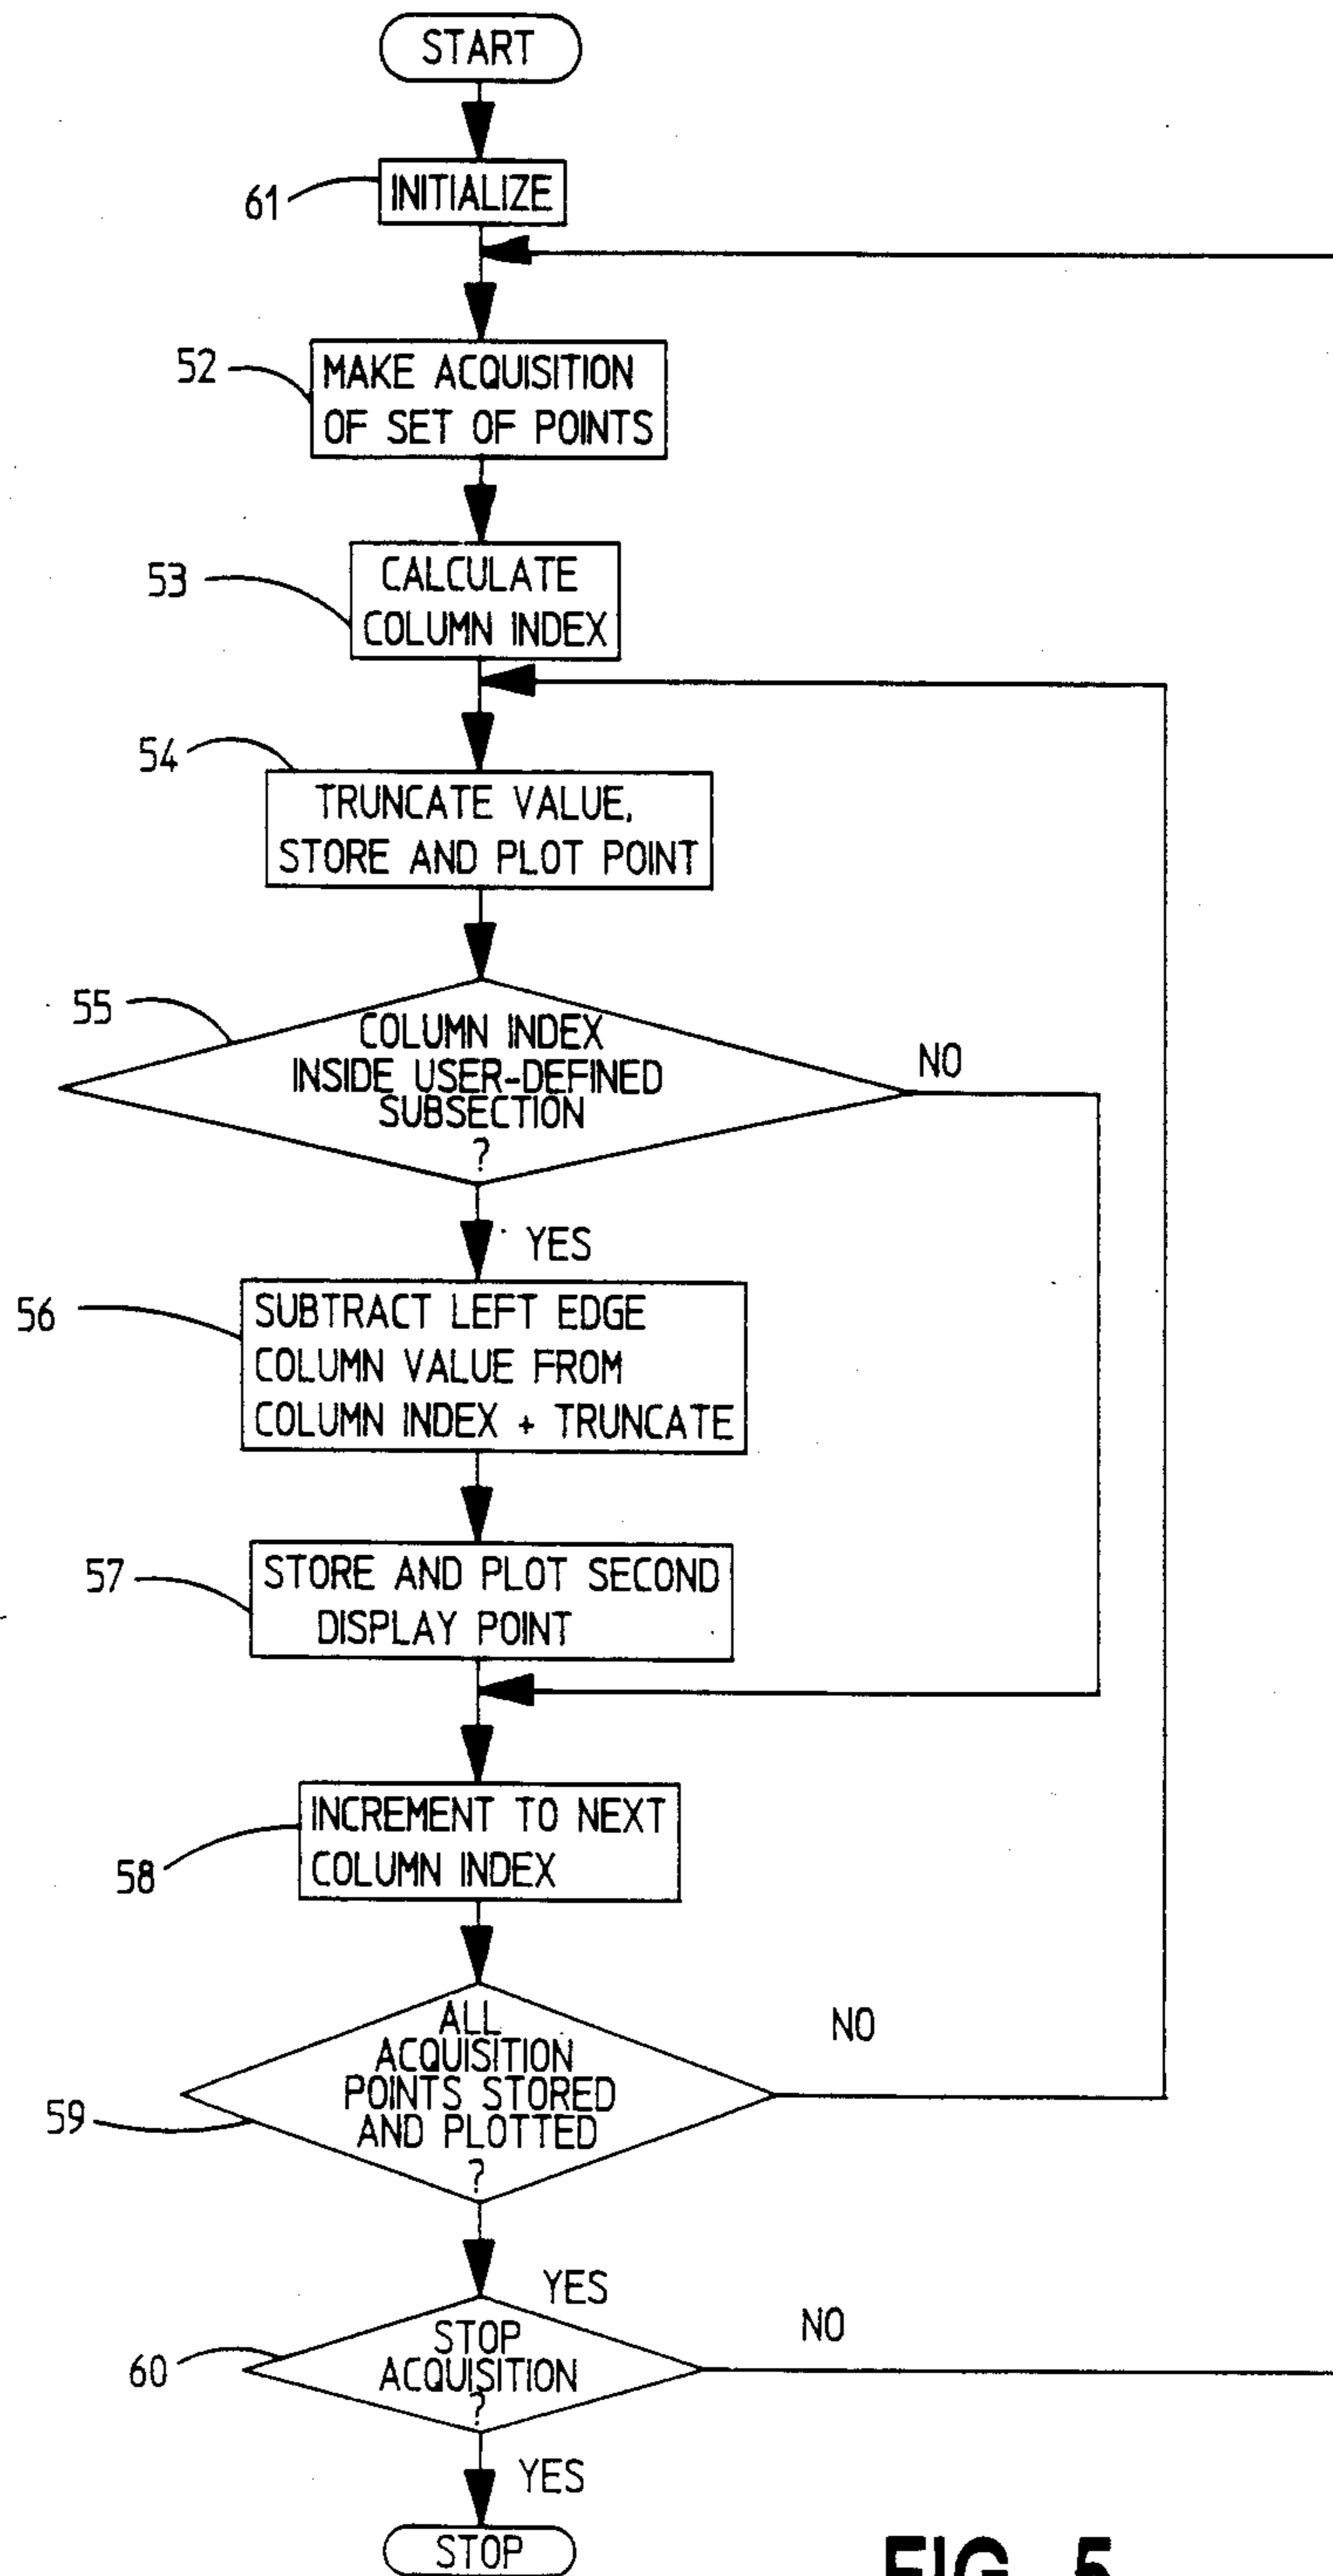 START
61
INITIALIZE
52
MAKE ACQUISITION
OF SET OF POINTS
53
CALCULATE
COLUMN INDEX
54
TRUNCATE VALUE,
STORE AND PLOT POINT
55
COLUMN INDEX
INSIDE USER-DEFINED
SUBSECTION
?
NO
YES
56
SUBTRACT LEFT EDGE
COLUMN VALUE FROM
COLUMN INDEX + TRUNCATE
57
STORE AND PLOT SECOND
DISPLAY POINT
58
INCREMENT TO NEXT
COLUMN INDEX
59
ALL
ACQUISITION
POINTS STORED
AND PLOTTED
?
NO
YES
60
STOP
ACQUISITION
?
NO
YES
STOP
FIG. 5